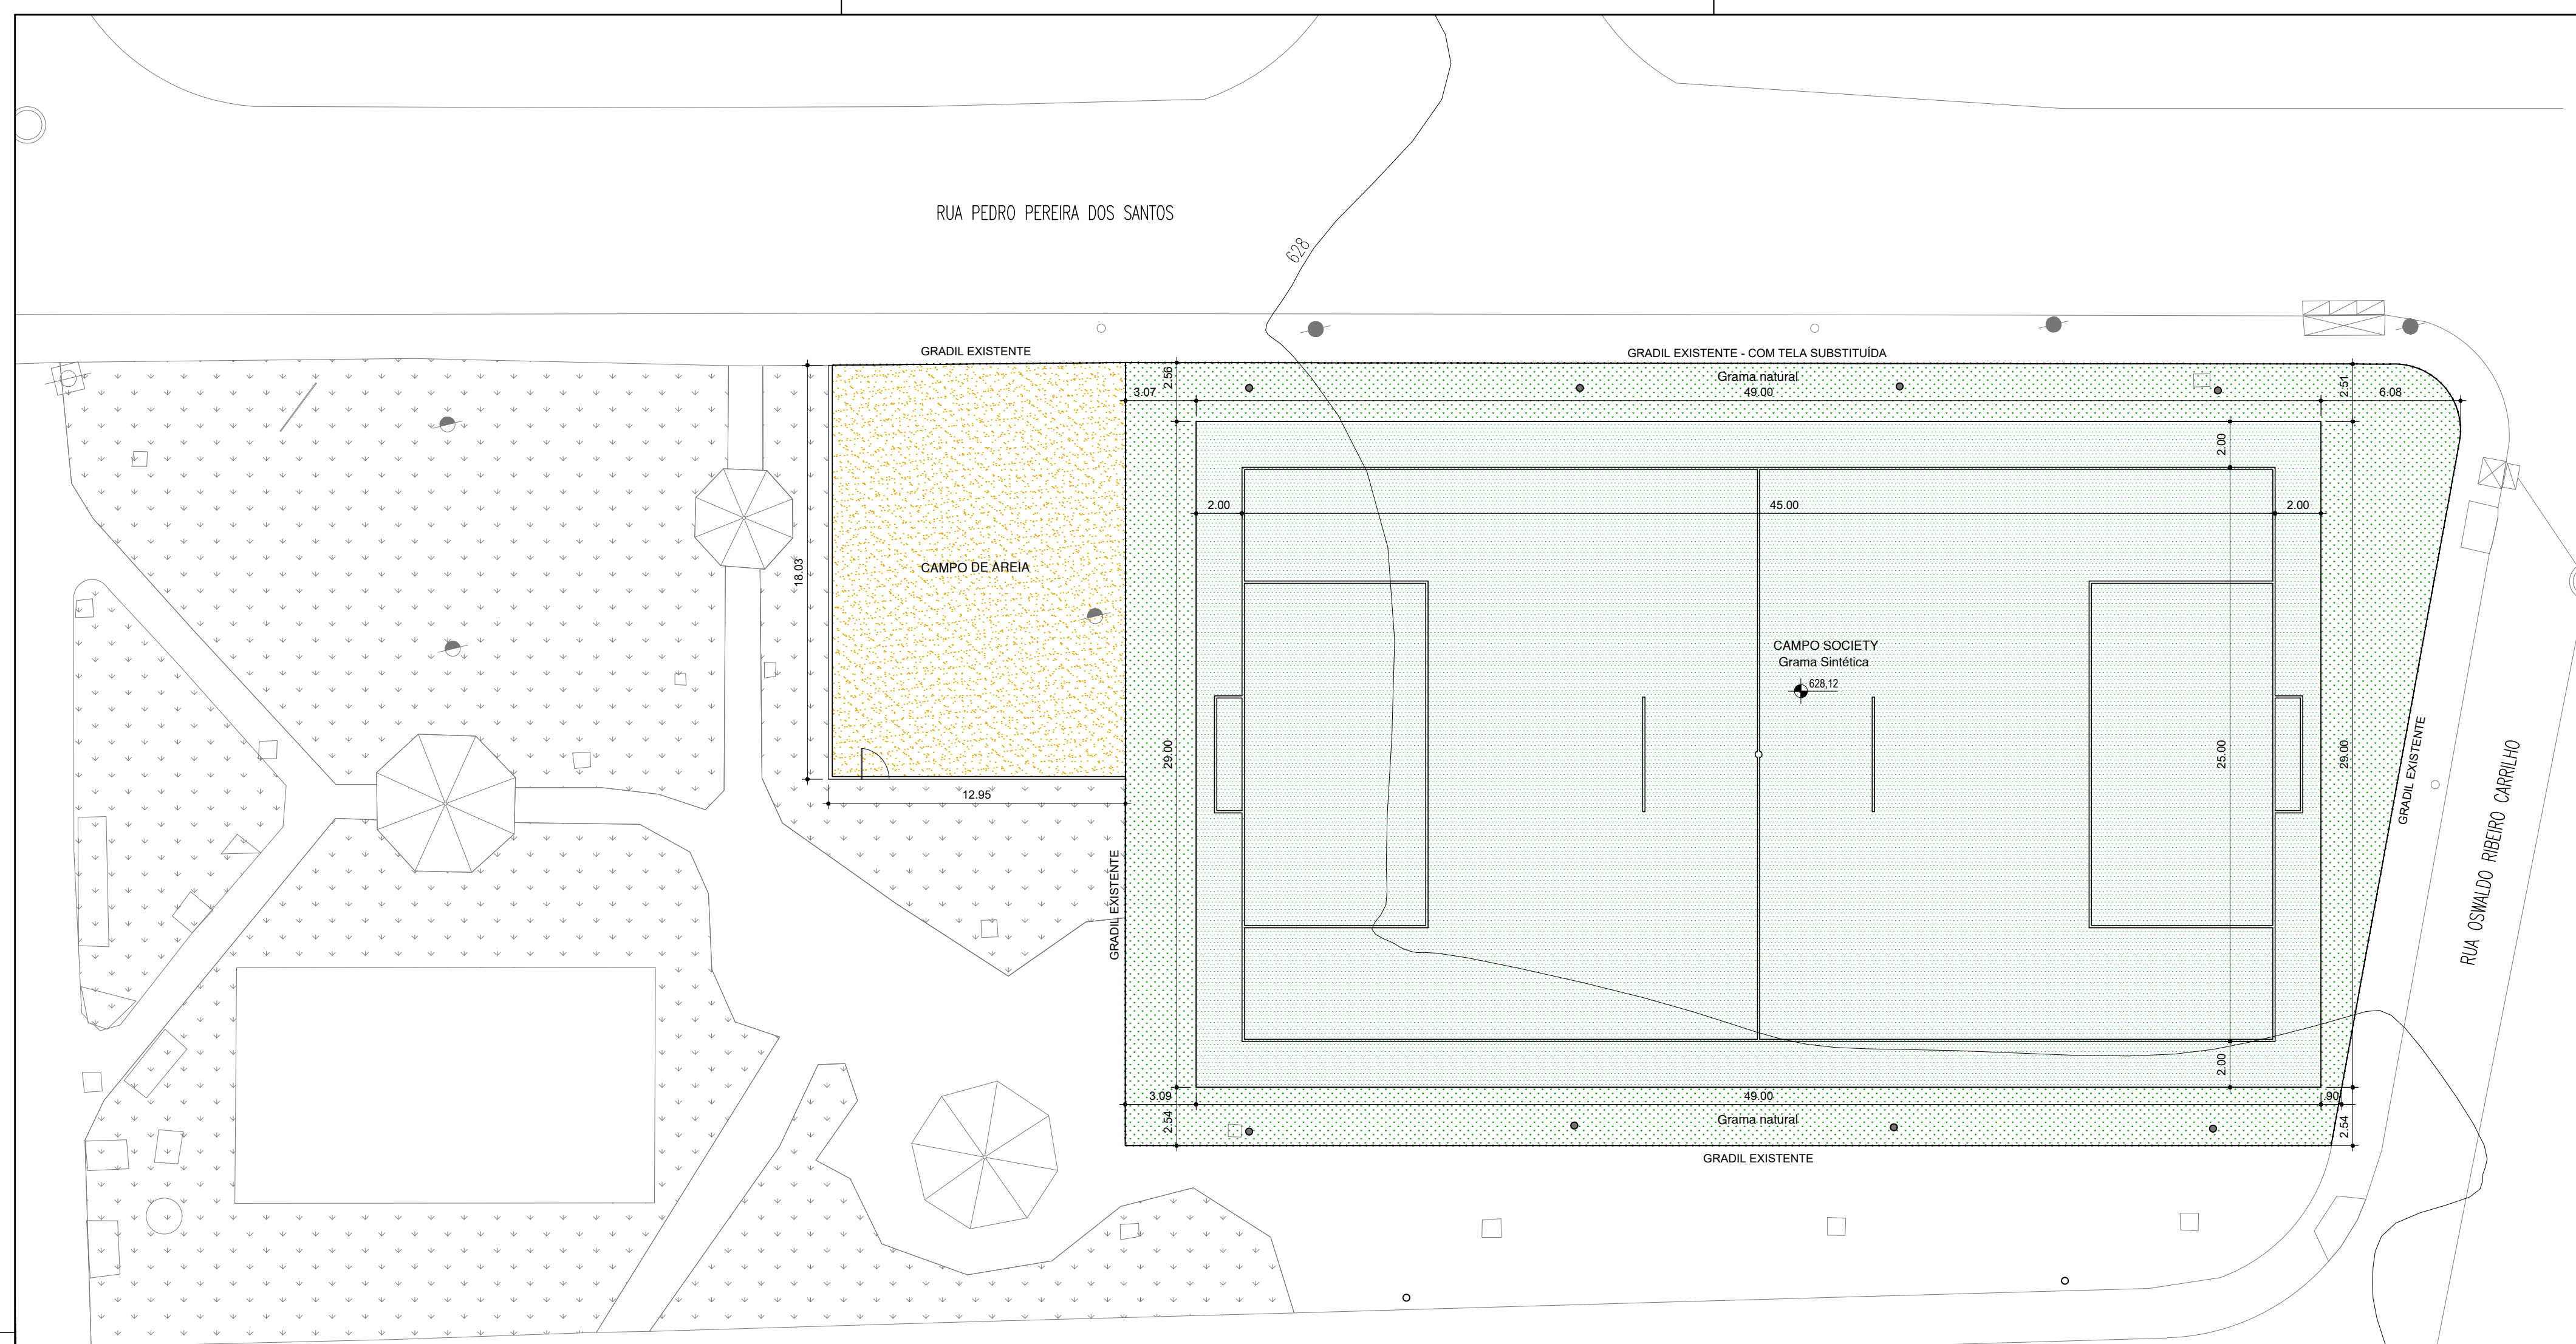 RUA PEDRO PEREIRA DOS SANTOS
628
GRADIL EXISTENTE
GRADIL EXISTENTE - COM TELA SUBSTITUÍDA
Grama natural
3.07
2.56
49.00
2.51
6.08
2.00
2.00
45.00
2.00
18.03
CAMPO DE AREIA
CAMPO SOCIETY
Grama Sintética
628,12
29.00
25.00
29.00
GRADIL EXISTENTE
RUA OSWALDO RIBEIRO CARRILHO
12.95
GRADIL EXISTENTE
2.00
3.09
49.00
.90
2.54
Grama natural
2.54
GRADIL EXISTENTE